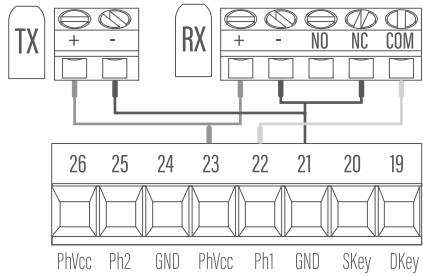 TX
+ -
RX
+ - NO NC COM
26 25 24 23 22 21 20 19
PhVcc Ph2 GND PhVcc Ph1 GND SKey DKey